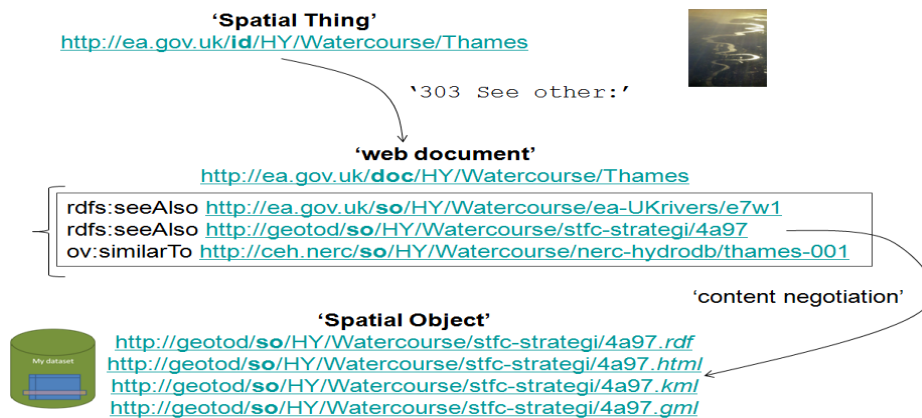 ‘Spatial Thing’
http://ea.gov.uk/id/HY/Watercourse/Thames
‘303 See other:’
‘web document’
http://ea.gov.uk/doc/HY/Watercourse/Thames
rdfs:seeAlso http://ea.gov.uk/so/HY/Watercourse/ea-UKrivers/e7w1
rdfs:seeAlso http://geotod/so/HY/Watercourse/stfc-strategi/4a97
ov:similarTo http://ceh.nerc/so/HY/Watercourse/nerc-hydrodb/thames-001
‘content negotiation’
‘Spatial Object’
My dataset
http://geotod/so/HY/Watercourse/stfc-strategi/4a97.rdf
http://geotod/so/HY/Watercourse/stfc-strategi/4a97.html
http://geotod/so/HY/Watercourse/stfc-strategi/4a97.kml
http://geotod/so/HY/Watercourse/stfc-strategi/4a97.gml